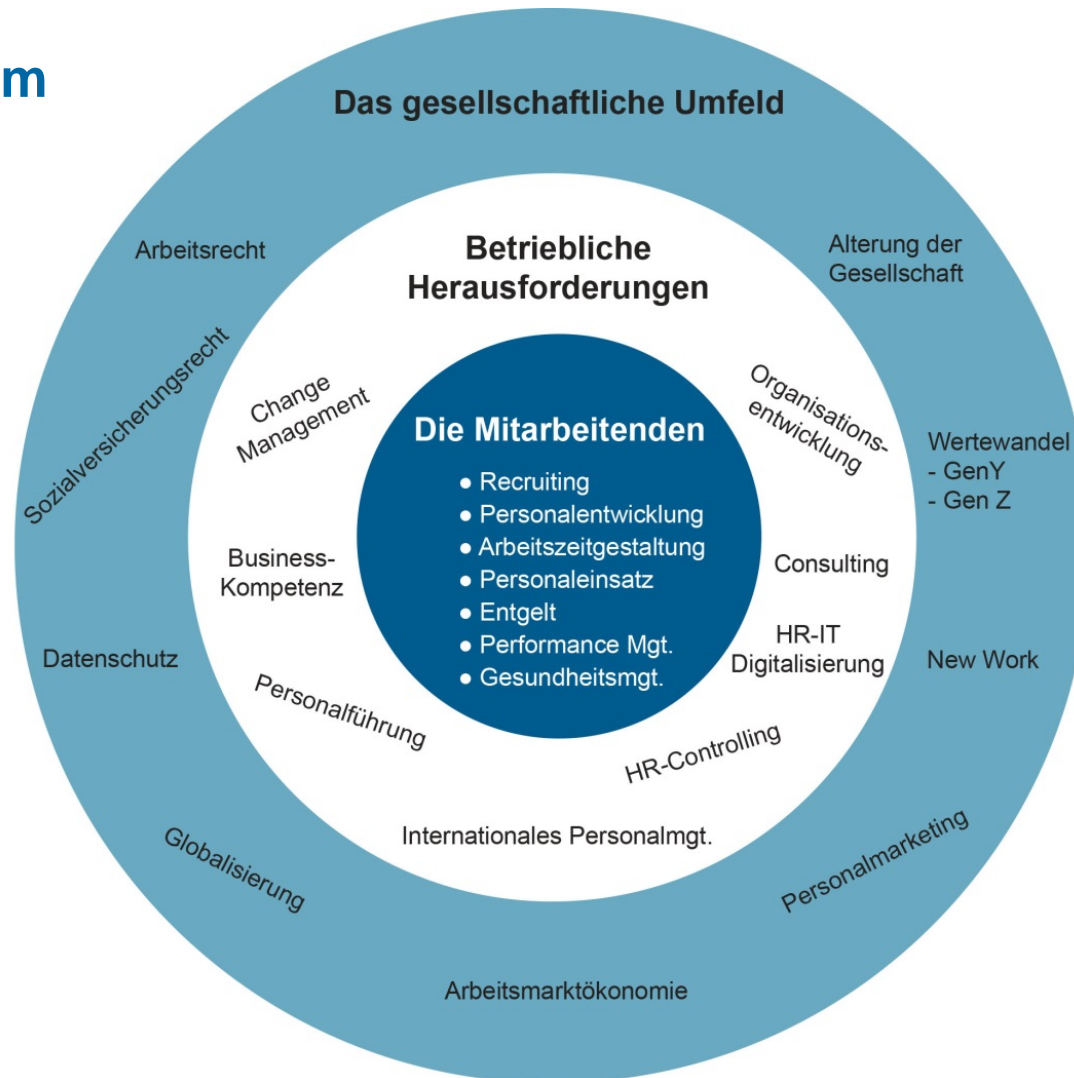 m
Das gesellschaftliche Umfeld
Arbeitsrecht
Alterung der
Gesellschaft
Sozialversicherungsrecht
Wertewandel
- GenY
- Gen Z
Datenschutz
New Work
Globalisierung
Personalmarketing
Arbeitsmarktökonomie
Betriebliche
Herausforderungen
Change
Management
Organisations-
entwicklung
Business-
Kompetenz
Consulting
HR-IT
Digitalisierung
Personalführung
HR-Controlling
Internationales Personalmgt.
Die Mitarbeitenden
● Recruiting
● Personalentwicklung
● Arbeitszeitgestaltung
● Personaleinsatz
● Entgelt
● Performance Mgt.
● Gesundheitsmgt.